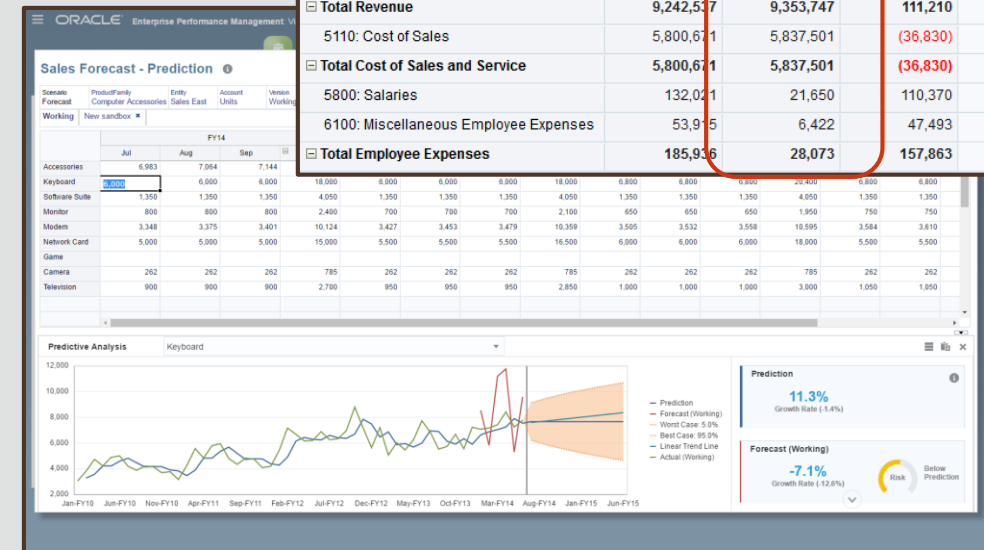 ORACLE Enterprise Performance Management
Total Revenue 9,242,537 9,353,747 111,210
5110: Cost of Sales 5,800,671 5,837,501 (36,830)
Total Cost of Sales and Service 5,800,671 5,837,501 (36,830)
5800: Salaries 132,021 21,650 110,370
6100: Miscellaneous Employee Expenses 53,915 6,422 47,493
Total Employee Expenses 185,936 28,073 157,863
Sales Forecast - Prediction
Scenario ProductFamily Entity Account Version
Forecast Computer Accessories Sales East Units Working
Working New sandbox
FY14
Jul Aug Sep
Accessories 6,983 7,064 7,144
Keyboard 6,000 6,000 6,000 18,000 6,000 6,000 6,000 18,000 6,800 6,800 6,800 20,400 6,800 6,800
Software Suite 1,350 1,350 1,350 4,050 1,350 1,350 1,350 4,050 1,350 1,350 1,350 4,050 1,350 1,350
Monitor 800 800 800 2,400 700 700 700 2,100 650 650 650 1,950 750 750
Modem 3,348 3,375 3,401 10,124 3,427 3,453 3,479 10,359 3,505 3,532 3,558 10,595 3,584 3,610
Network Card 5,000 5,000 5,000 15,000 5,500 5,500 5,500 16,500 6,000 6,000 6,000 18,000 5,500 5,500
Game
Camera 262 262 262 785 262 262 262 785 262 262 262 785 262 262
Television 900 900 900 2,700 950 950 950 2,850 1,000 1,000 1,000 3,000 1,050 1,050
Predictive Analysis Keyboard
12,000
10,000
8,000
6,000
4,000
2,000
Jan-FY10 Jun-FY10 Nov-FY10 Apr-FY11 Sep-FY11 Feb-FY12 Jul-FY12 Dec-FY12 May-FY13 Oct-FY13 Mar-FY14 Aug-FY14 Jan-FY15 Jun-FY15
Prediction
Forecast (Working)
Worst Case: 5.0%
Best Case: 95.0%
Linear Trend Line
Actual (Working)
Prediction
11.3%
Growth Rate (-1.4%)
Forecast (Working)
-7.1%
Growth Rate (-12.6%)
Risk
Below
Prediction